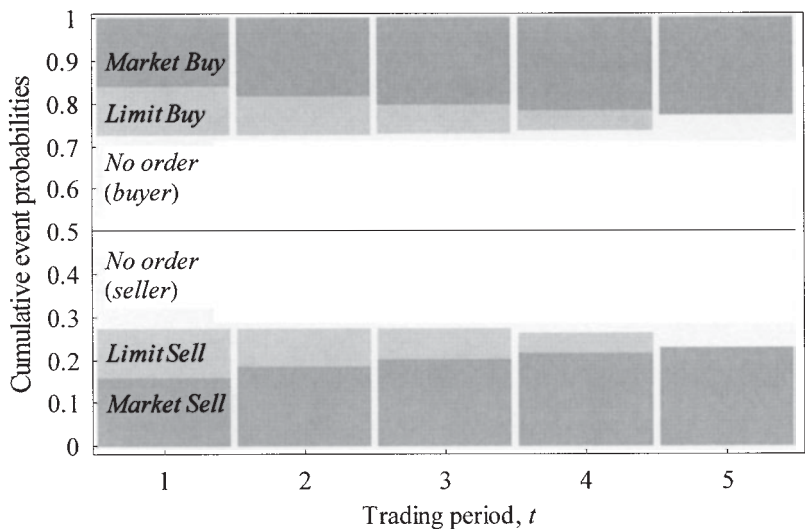 Cumulative event probabilities
1
0.9
0.8
0.7
0.6
0.5
0.4
0.3
0.2
0.1
0
Market Buy
Limit Buy
No order
(buyer)
No order
(seller)
Limit Sell
Market Sell
1 2 3 4 5
Trading period, t